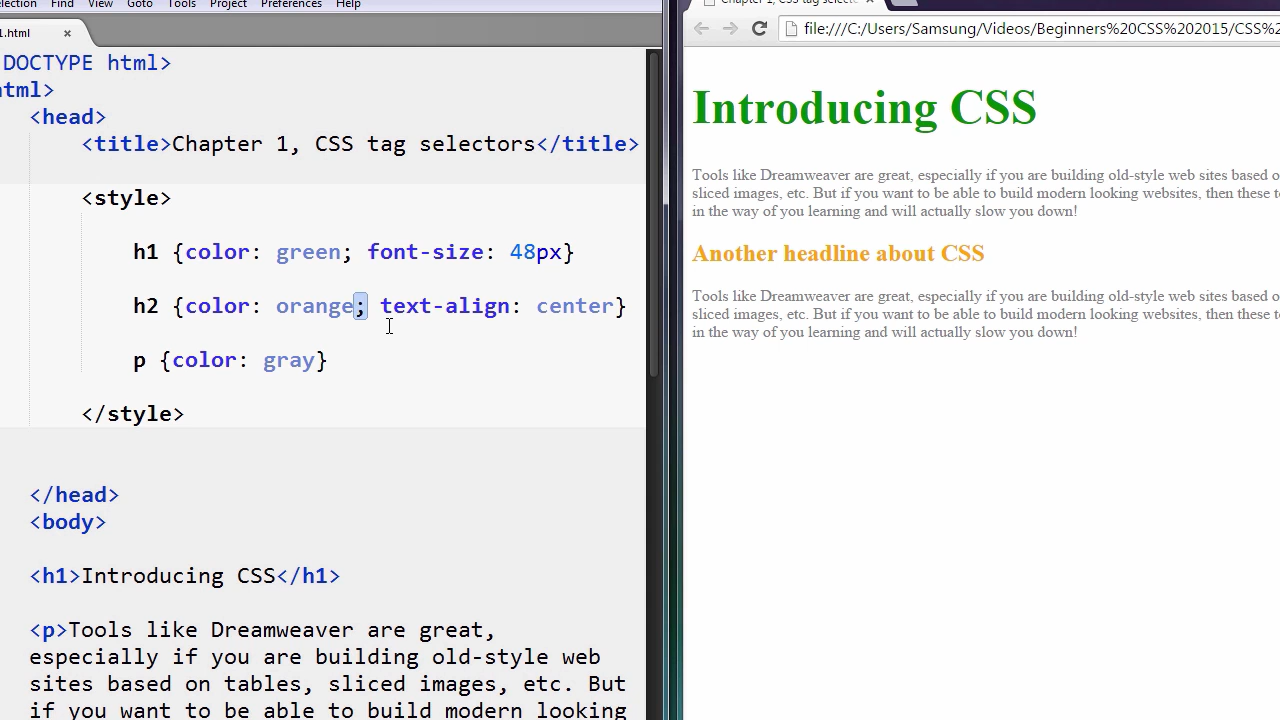 election Find View Goto Tools Project Preferences Help
1.html ×
DOCTYPE html>
html>
<head>
<title>Chapter 1, CSS tag selectors</title>
<style>
h1 {color: green; font-size: 48px}
h2 {color: orange; text-align: center}
p {color: gray}
</style>
</head>
<body>
<h1>Introducing CSS</h1>
<p>Tools like Dreamweaver are great,
especially if you are building old-style web
sites based on tables, sliced images, etc. But
if you want to be able to build modern looking
Chapter 1, CSS tag selecto ×
file:///C:/Users/Samsung/Videos/Beginners%20CSS%202015/CSS%
Introducing CSS
Tools like Dreamweaver are great, especially if you are building old-style web sites based o
sliced images, etc. But if you want to be able to build modern looking websites, then these to
in the way of you learning and will actually slow you down!
Another headline about CSS
Tools like Dreamweaver are great, especially if you are building old-style web sites based o
sliced images, etc. But if you want to be able to build modern looking websites, then these to
in the way of you learning and will actually slow you down!